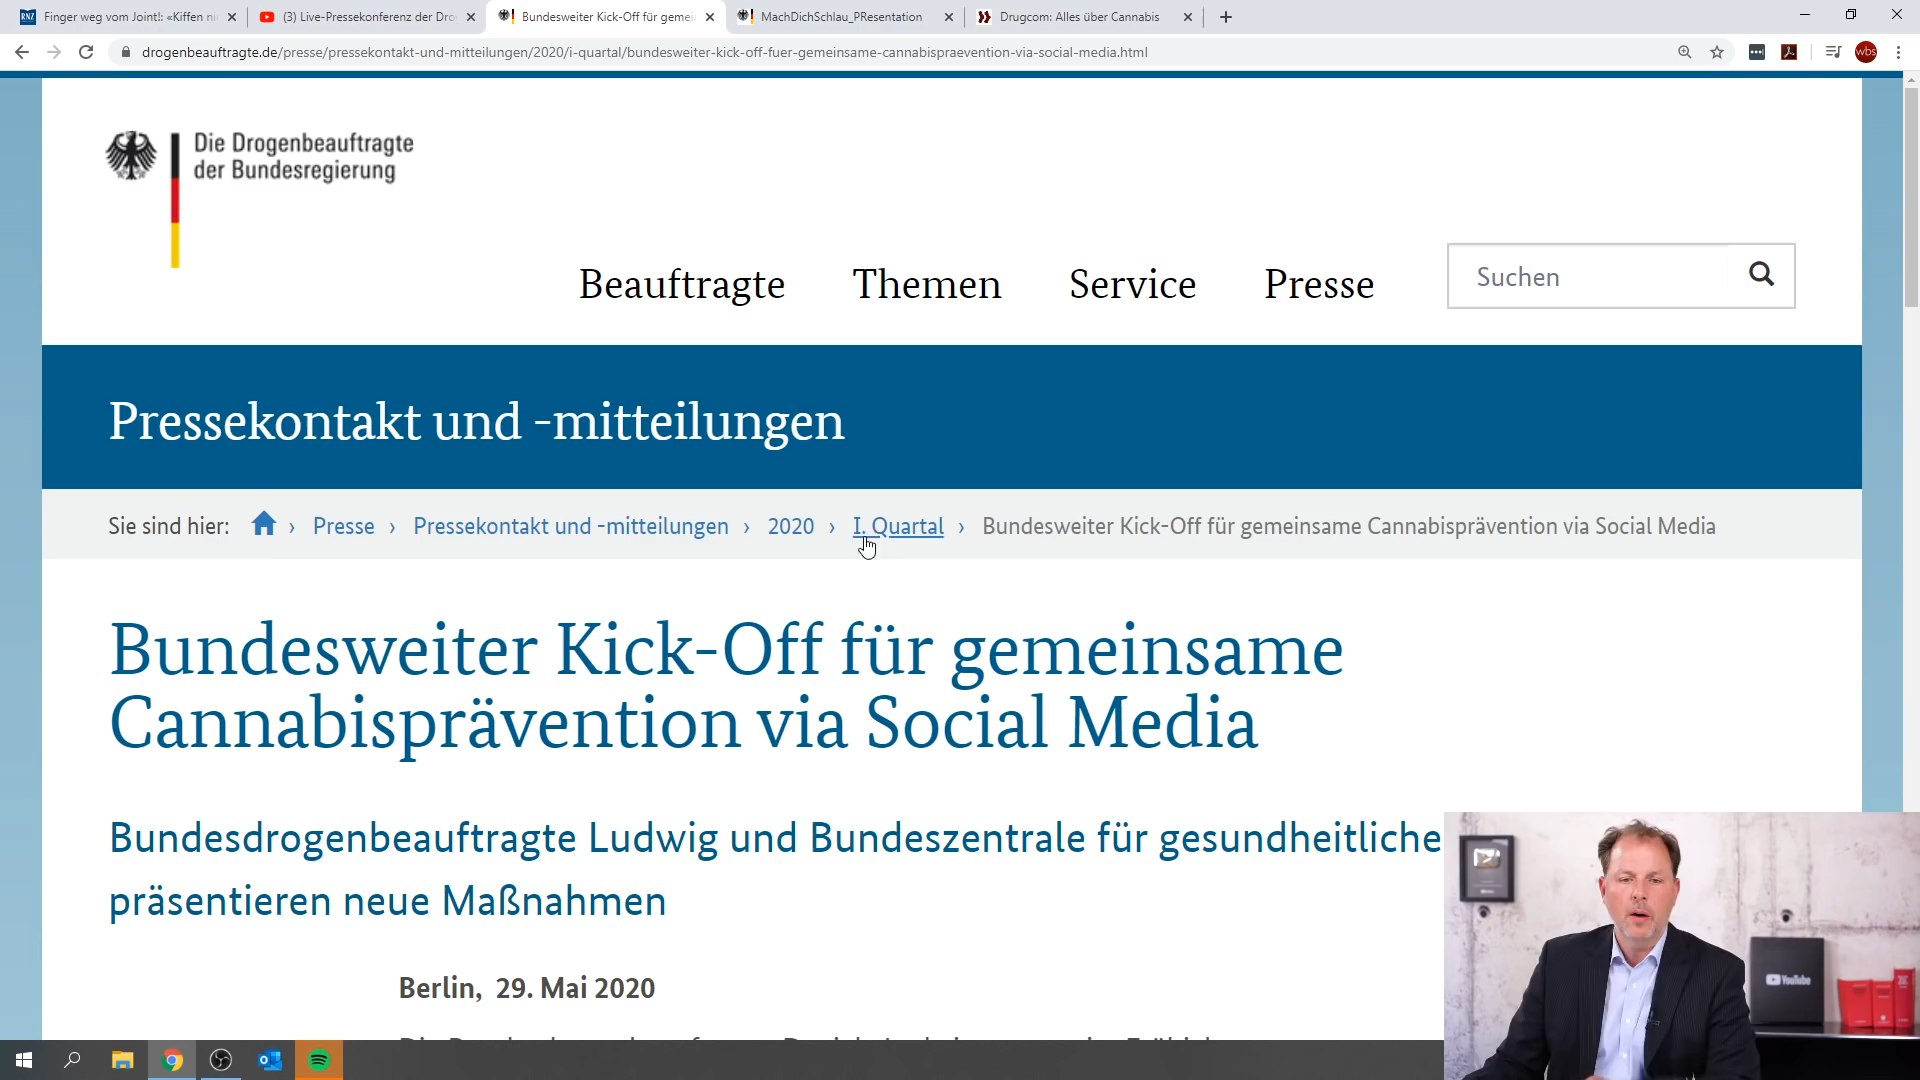 RNZ Finger weg vom Joint!: «Kiffen ni
(3) Live-Pressekonferenz der Dro
Bundesweiter Kick-Off für gemei
MachDichSchlau_PResentation
Drugcom: Alles über Cannabis
drogenbeauftragte.de/presse/pressekontakt-und-mitteilungen/2020/i-quartal/bundesweiter-kick-off-fuer-gemeinsame-cannabispraevention-via-social-media.html
wbs
Die Drogenbeauftragte
der Bundesregierung
Beauftragte Themen Service Presse Suchen
Pressekontakt und -mitteilungen
Sie sind hier: › Presse › Pressekontakt und -mitteilungen › 2020 › I. Quartal › Bundesweiter Kick-Off für gemeinsame Cannabisprävention via Social Media
Bundesweiter Kick-Off für gemeinsame
Cannabisprävention via Social Media
Bundesdrogenbeauftragte Ludwig und Bundeszentrale für gesundheitliche
präsentieren neue Maßnahmen
Berlin, 29. Mai 2020
YouTube